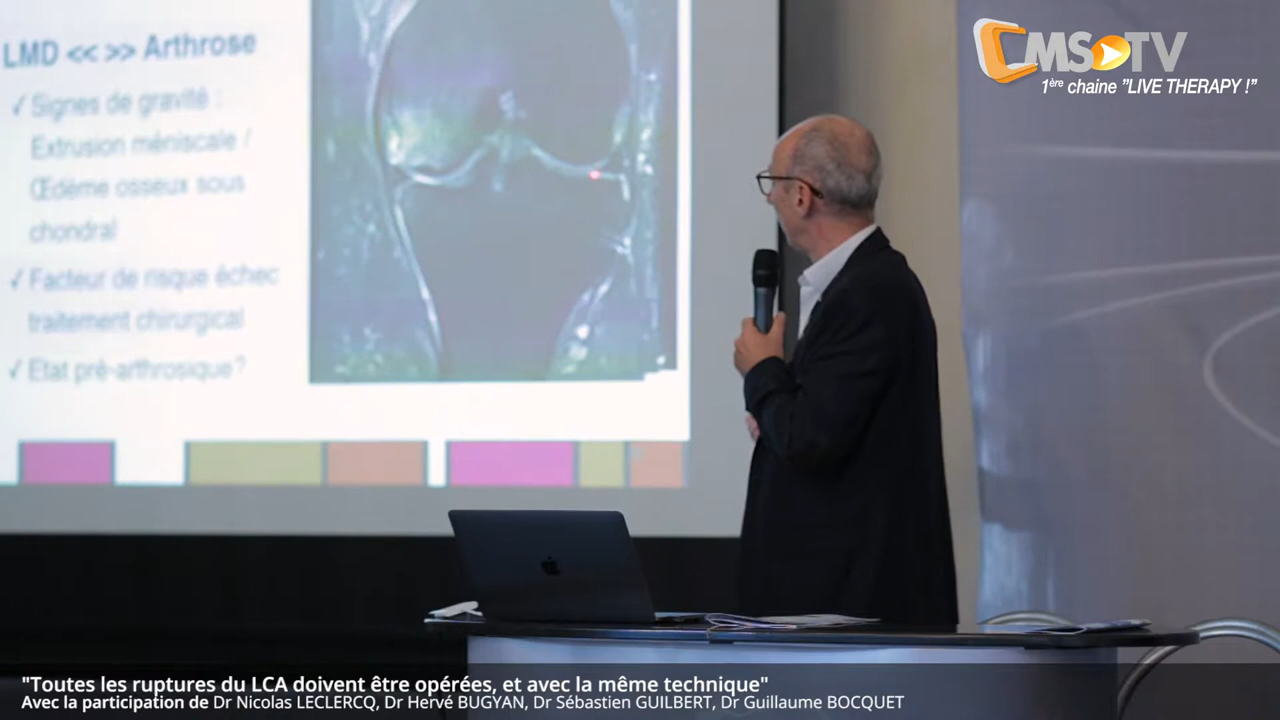 LMD << >> Arthrose
✓ Signes de gravité :
Extrusion méniscale /
Œdème osseux sous
chondral
✓ Facteur de risque échec
traitement chirurgical
✓ Etat pré-arthrosique?
CMS TV
1ère chaine "LIVE THERAPY !"
"Toutes les ruptures du LCA doivent être opérées, et avec la même technique"
Avec la participation de Dr Nicolas LECLERCQ, Dr Hervé BUGYAN, Dr Sébastien GUILBERT, Dr Guillaume BOCQUET